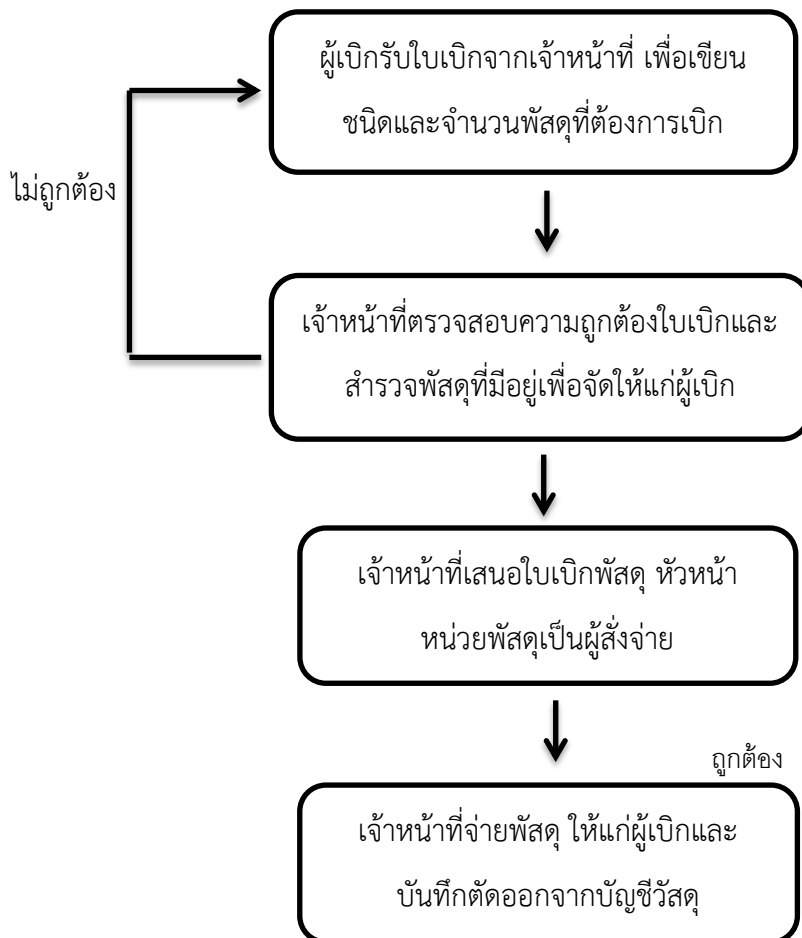 ผู้เบิกรับใบเบิกจากเจ้าหน้าที่ เพื่อเขียน
ชนิดและจำนวนพัสดุที่ต้องการเบิก
ไม่ถูกต้อง
เจ้าหน้าที่ตรวจสอบความถูกต้องใบเบิกและ
สำรวจพัสดุที่มีอยู่เพื่อจัดให้แก่ผู้เบิก
เจ้าหน้าที่เสนอใบเบิกพัสดุ หัวหน้า
หน่วยพัสดุเป็นผู้สั่งจ่าย
ถูกต้อง
เจ้าหน้าที่จ่ายพัสดุ ให้แก่ผู้เบิกและ
บันทึกตัดออกจากบัญชีวัสดุ